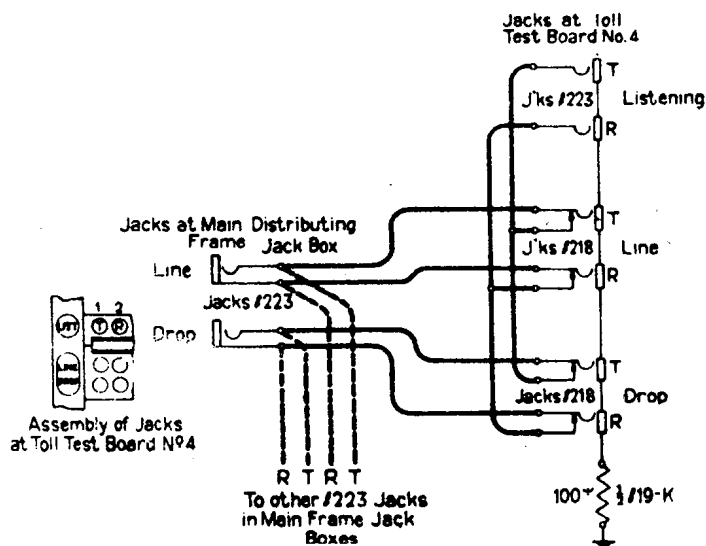 Jacks at Toll
Test Board No. 4
T
J'ks #223
Listening
R
T
J'ks #218
Line
R
Jacks at Main Distributing
Frame
Jack Box
Line
Jacks #223
Drop
1 2
T R
LINE
Assembly of Jacks
at Toll Test Board Nº4
T
Jacks #218
Drop
R
R T R T
To other #223 Jacks
in Main Frame Jack
Boxes
100 ½ #19-K